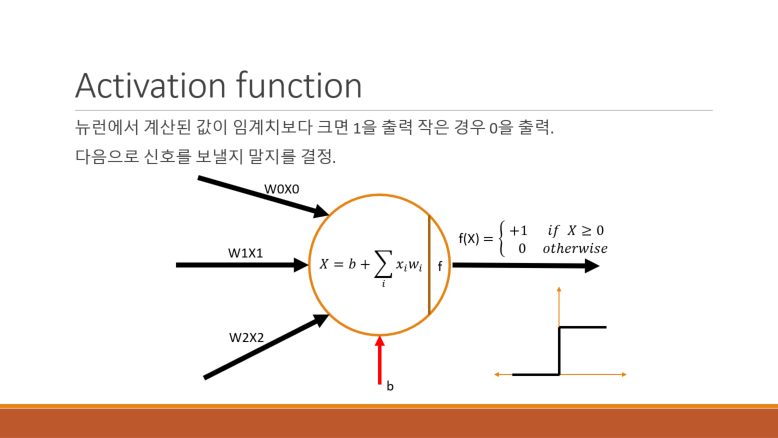 Activation function
뉴런에서 계산된 값이 임계치보다 크면 1을 출력 작은 경우 0을 출력.
다음으로 신호를 보낼지 말지를 결정.
W0X0
W1X1
W2X2
X = b + ∑ᵢ xᵢwᵢ
f
f(X) = { +1 if X ≥ 0
0 otherwise
b